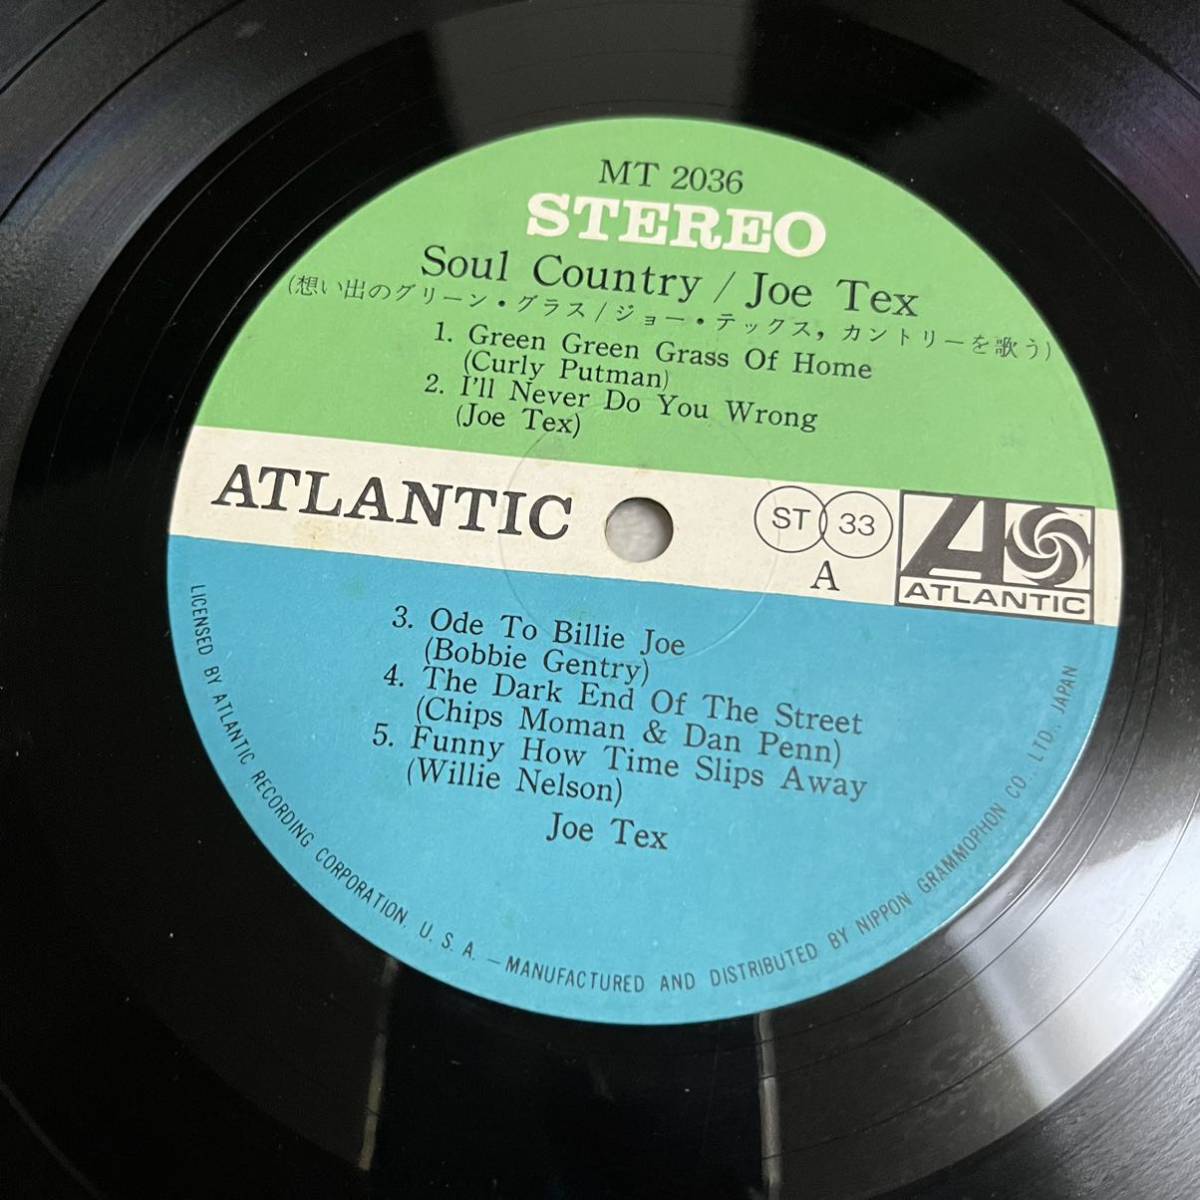 MT 2036
STEREO
Soul Country / Joe Tex
(想い出のグリーン・グラス/ジョー・テックス, カントリーを歌う)
1. Green Green Grass Of Home
(Curly Putman)
2. I'll Never Do You Wrong
(Joe Tex)
ATLANTIC
ST 33
A
ATLANTIC
3. Ode To Billie Joe
(Bobbie Gentry)
4. The Dark End Of The Street
(Chips Moman & Dan Penn)
5. Funny How Time Slips Away
(Willie Nelson)
Joe Tex
LICENSED BY ATLANTIC RECORDING CORPORATION, U. S. A. — MANUFACTURED AND DISTRIBUTED BY NIPPON GRAMMOPHON CO., LTD., JAPAN